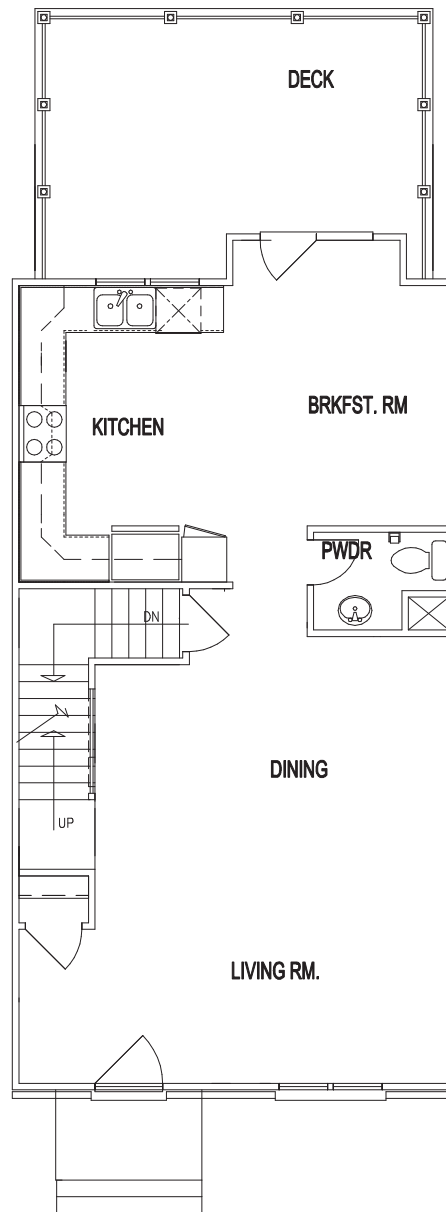 DECK
BRKFST. RM
KITCHEN
PWDR
DN
DINING
UP
LIVING RM.